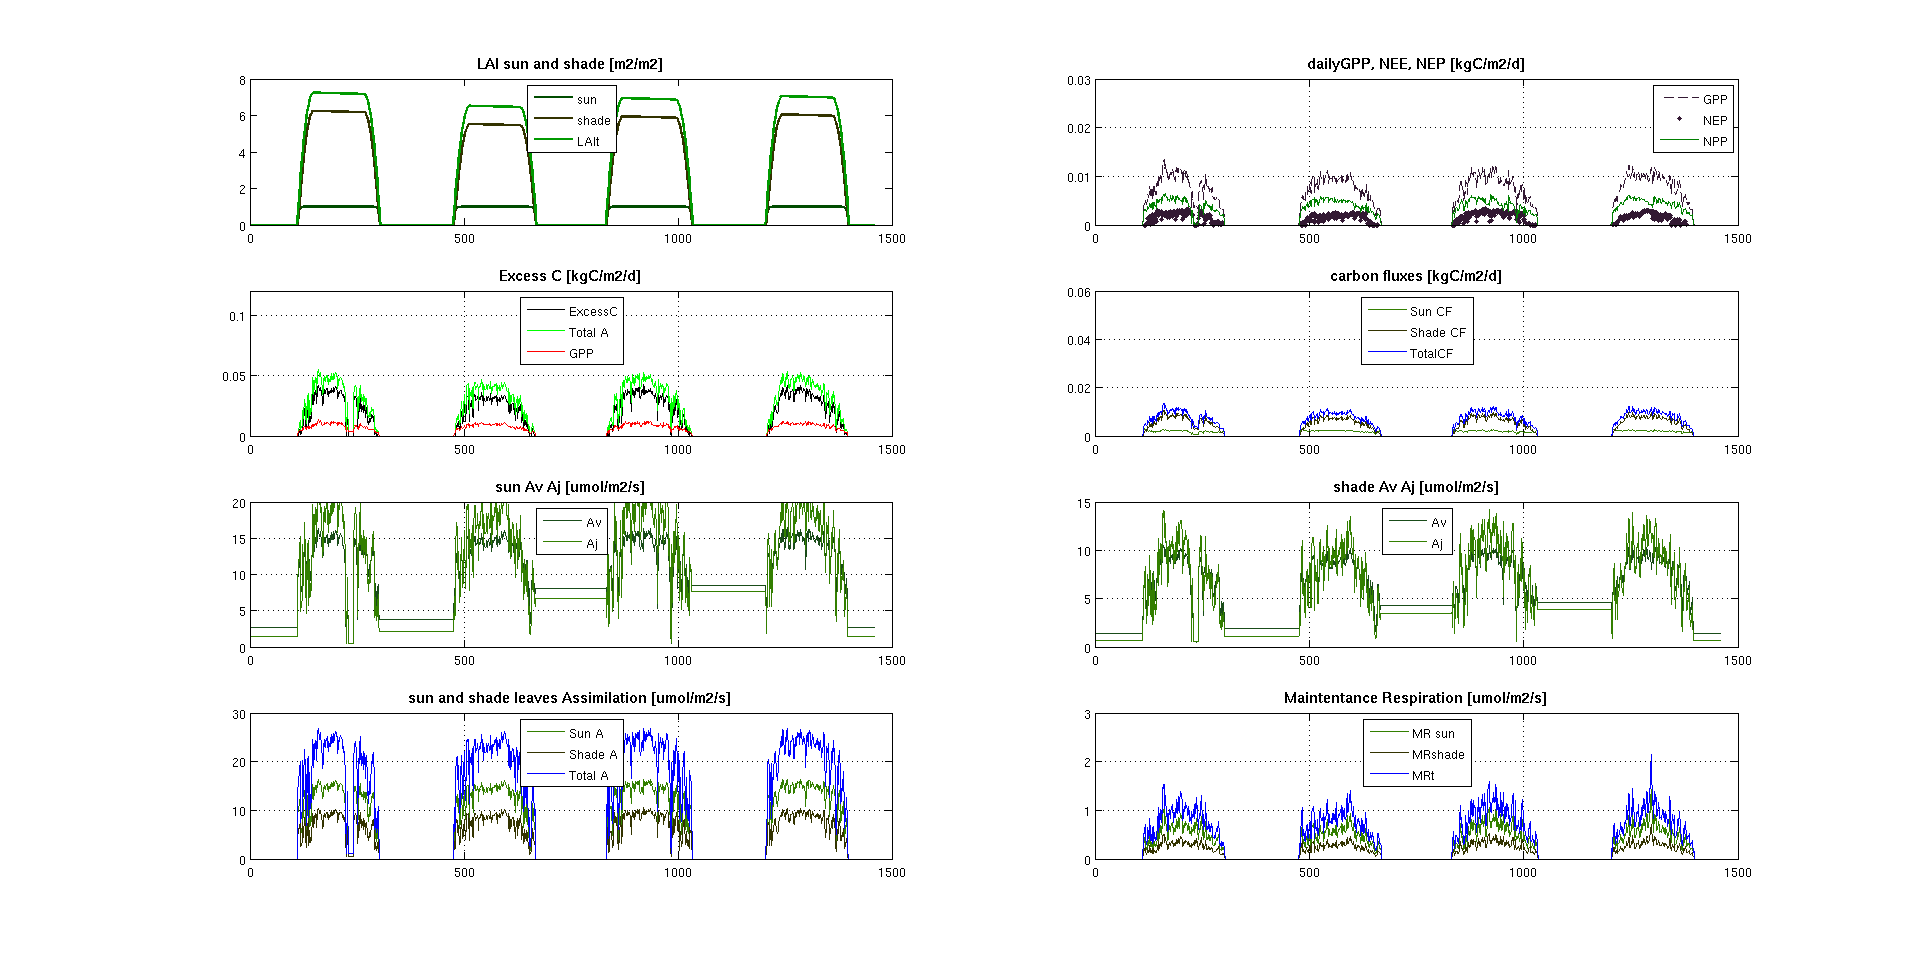 LAI sun and shade [m2/m2]
8
6
4
2
0
sun
shade
LAIt
0
500
1000
1500
dailyGPP, NEE, NEP [kgC/m2/d]
0.03
0.02
0.01
0
GPP
NEP
NPP
0
500
1000
1500
Excess C [kgC/m2/d]
0.1
0.05
0
ExcessC
Total A
GPP
0
500
1000
1500
carbon fluxes [kgC/m2/d]
0.06
0.04
0.02
0
Sun CF
Shade CF
TotalCF
0
500
1000
1500
sun Av Aj [umol/m2/s]
20
15
10
5
0
Av
Aj
0
500
1000
1500
shade Av Aj [umol/m2/s]
15
10
5
0
Av
Aj
0
500
1000
1500
sun and shade leaves Assimilation [umol/m2/s]
30
20
10
0
Sun A
Shade A
Total A
0
500
1000
1500
Maintentance Respiration [umol/m2/s]
3
2
1
0
MR sun
MRshade
MRt
0
500
1000
1500